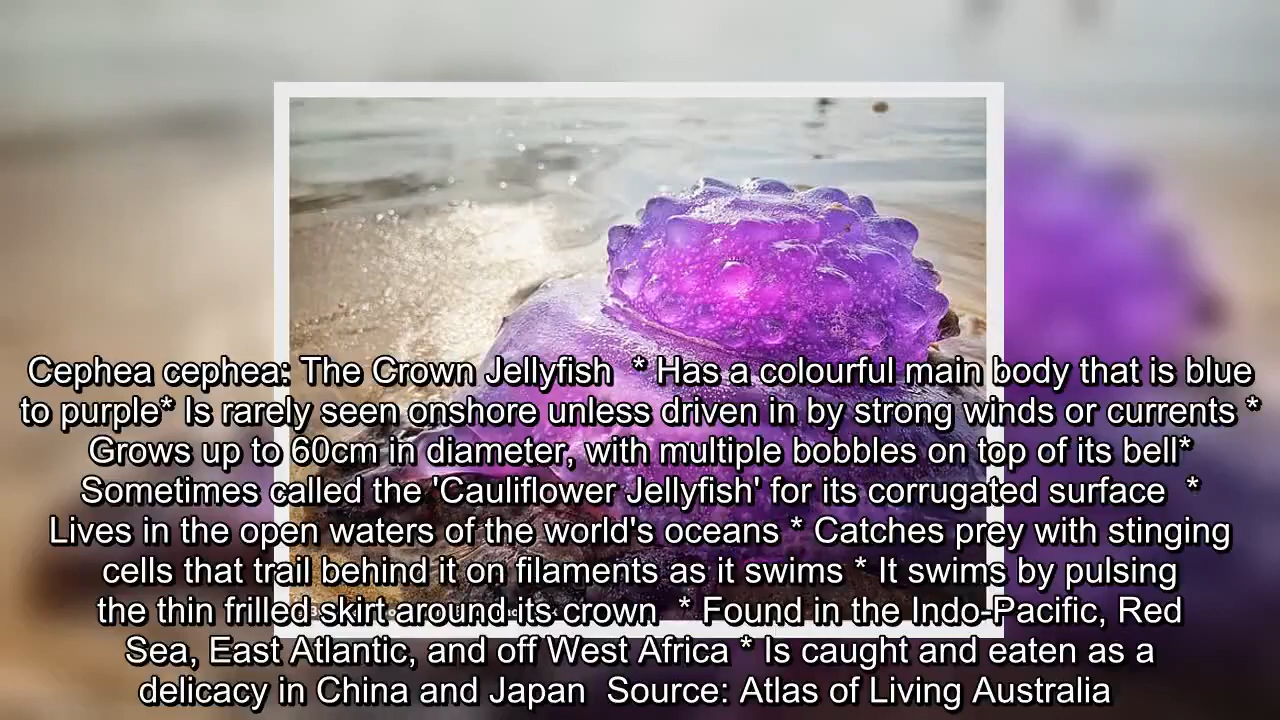 Cephea cephea: The Crown Jellyfish  * Has a colourful main body that is blue
to purple* Is rarely seen onshore unless driven in by strong winds or currents *
Grows up to 60cm in diameter, with multiple bobbles on top of its bell*
Sometimes called the 'Cauliflower Jellyfish' for its corrugated surface  *
Lives in the open waters of the world's oceans * Catches prey with stinging
cells that trail behind it on filaments as it swims * It swims by pulsing
the thin frilled skirt around its crown  * Found in the Indo-Pacific, Red
Sea, East Atlantic, and off West Africa * Is caught and eaten as a
delicacy in China and Japan  Source: Atlas of Living Australia